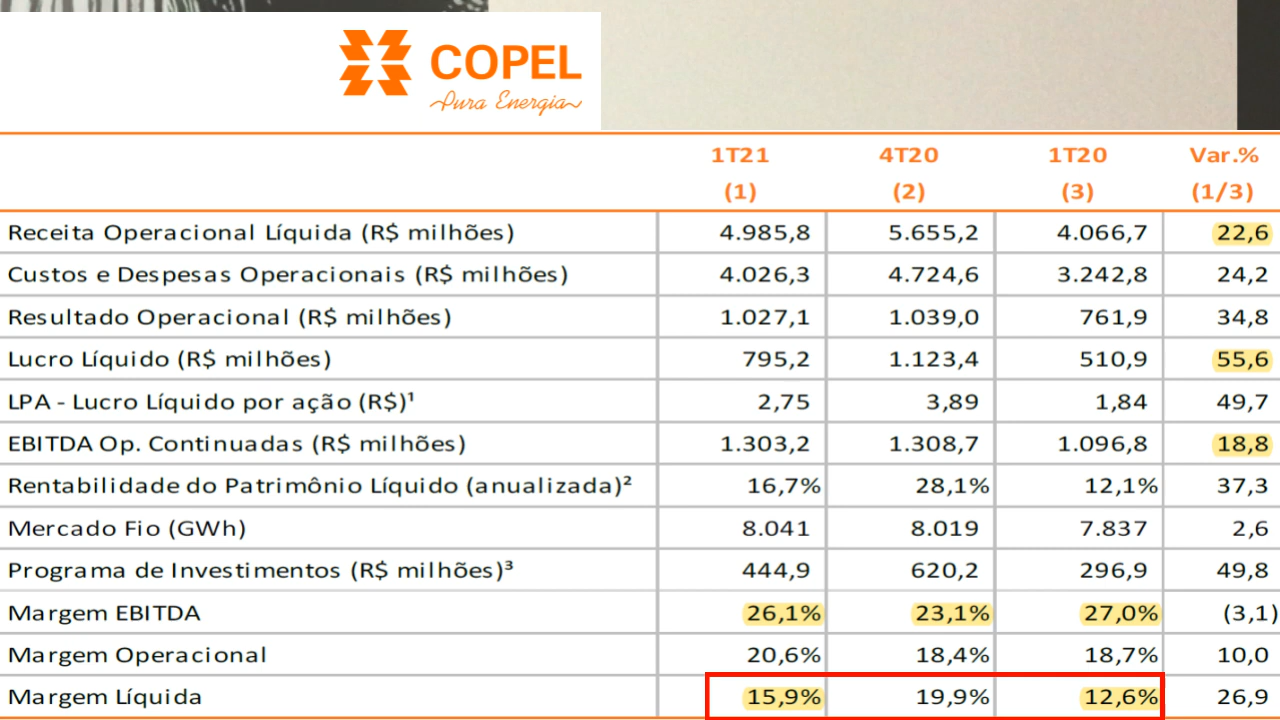 COPEL
Pura Energia
1T21 4T20 1T20 Var.%
(1) (2) (3) (1/3)
Receita Operacional Líquida (R$ milhões) 4.985,8 5.655,2 4.066,7 22,6
Custos e Despesas Operacionais (R$ milhões) 4.026,3 4.724,6 3.242,8 24,2
Resultado Operacional (R$ milhões) 1.027,1 1.039,0 761,9 34,8
Lucro Líquido (R$ milhões) 795,2 1.123,4 510,9 55,6
LPA - Lucro Líquido por ação (R$)¹ 2,75 3,89 1,84 49,7
EBITDA Op. Continuadas (R$ milhões) 1.303,2 1.308,7 1.096,8 18,8
Rentabilidade do Patrimônio Líquido (anualizada)² 16,7% 28,1% 12,1% 37,3
Mercado Fio (GWh) 8.041 8.019 7.837 2,6
Programa de Investimentos (R$ milhões)³ 444,9 620,2 296,9 49,8
Margem EBITDA 26,1% 23,1% 27,0% (3,1)
Margem Operacional 20,6% 18,4% 18,7% 10,0
Margem Líquida 15,9% 19,9% 12,6% 26,9